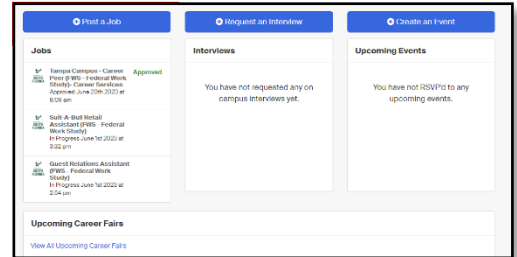 Post a Job
Request an Interview
Create an Event
Jobs
Tampa Campus - Career
Peer (FWS - Federal Work
Study)- Career Services
Approved June 20th 2023 at
8:09 am
Approved
Suit-A-Bull Retail
Assistant (FWS - Federal
Work Study)
In Progress June 1st 2023 at
3:32 pm
Guest Relations Assistant
(FWS - Federal Work
Study)
In Progress June 1st 2023 at
2:54 pm
Interviews
You have not requested any on
campus interviews yet.
Upcoming Events
You have not RSVP'd to any
upcoming events.
Upcoming Career Fairs
View All Upcoming Career Fairs